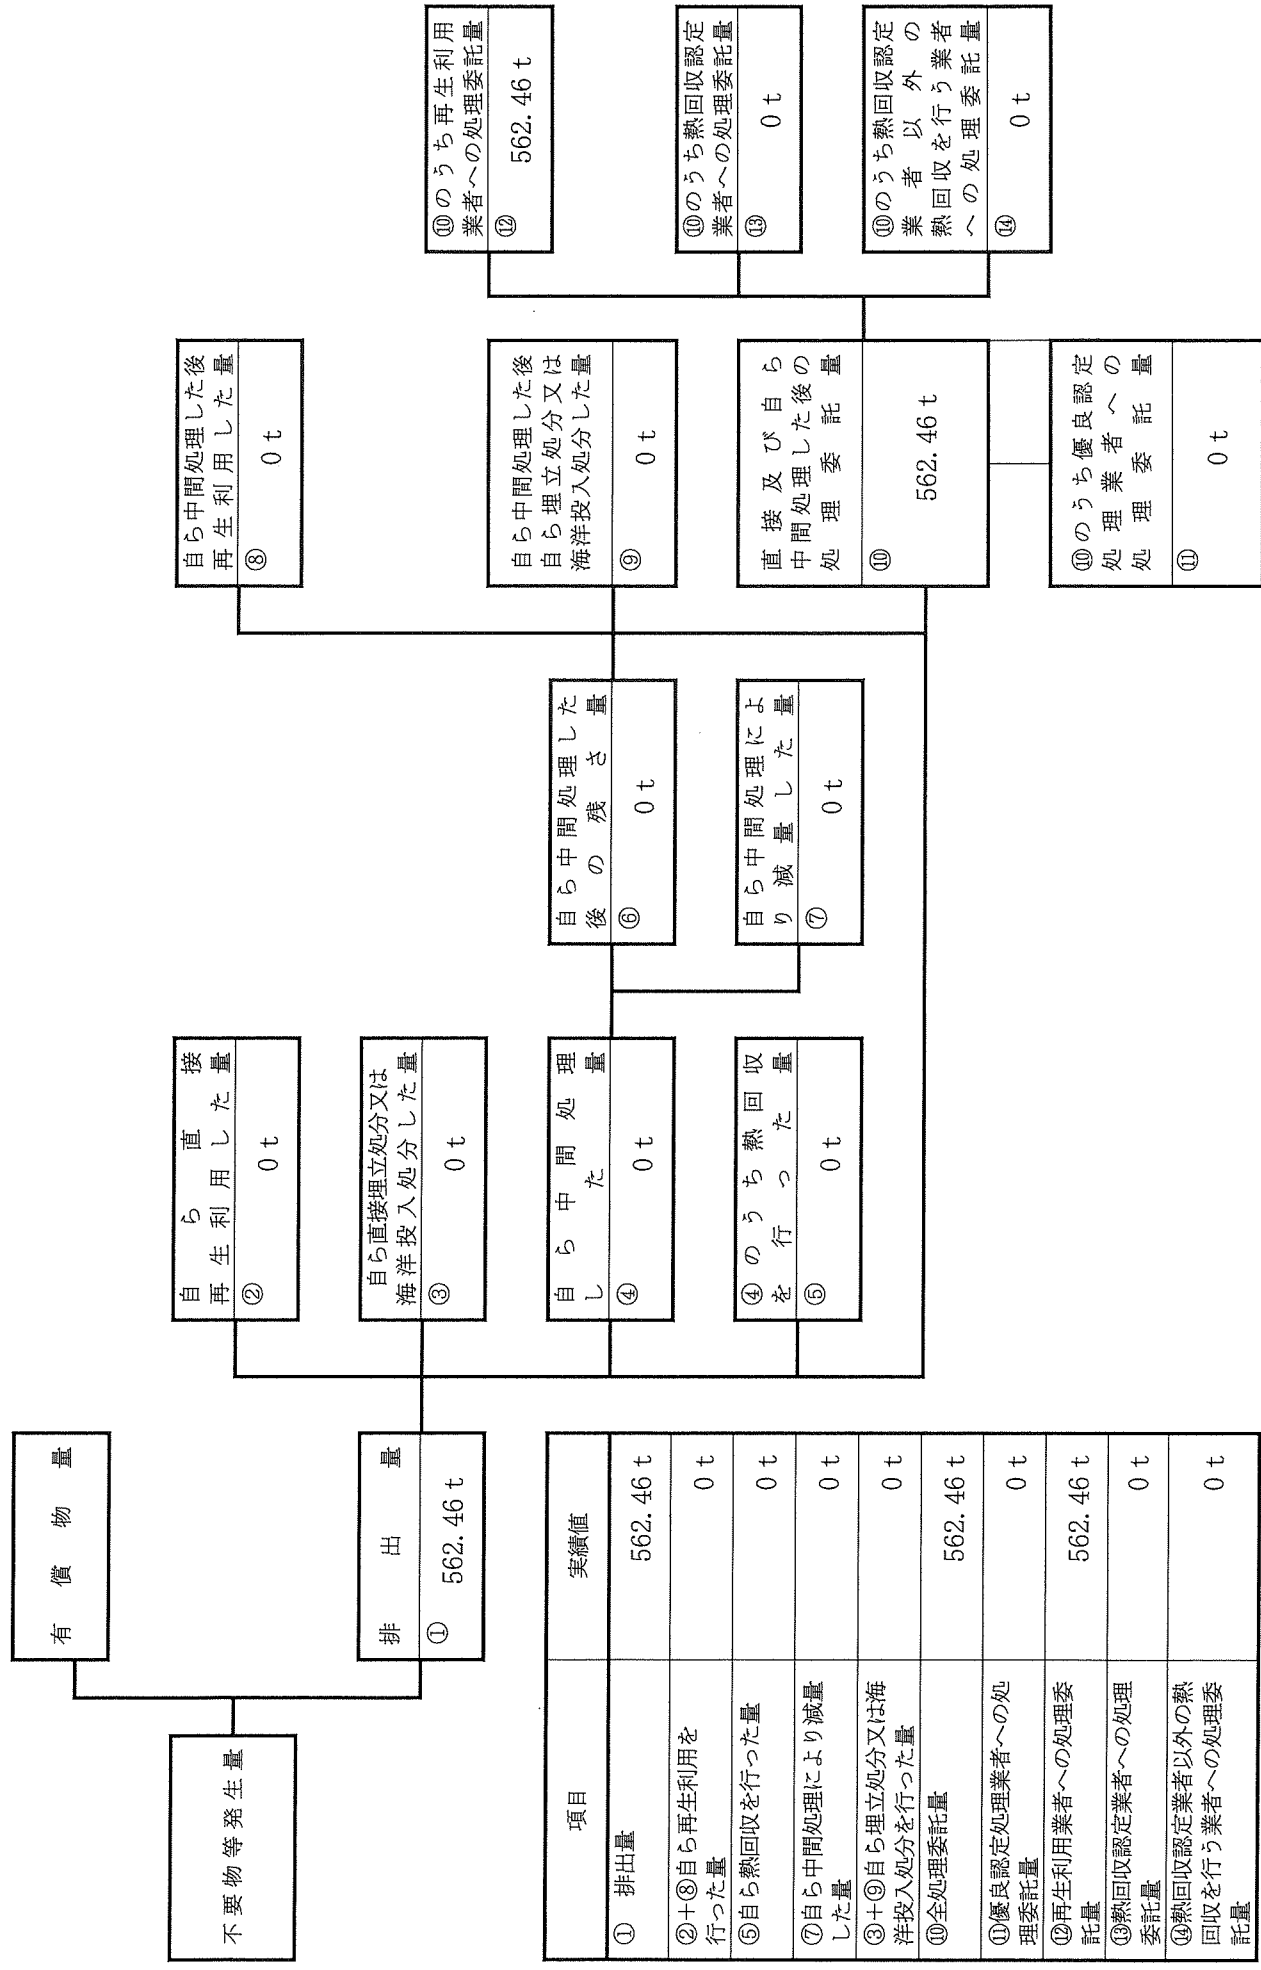 有償物量
不要物等発生量
排出量
①
562.46 t
自ら直接
再生利用した量
②
0 t
自ら直接埋立処分又は
海洋投入処分した量
③
0 t
自ら中間処理
した量
④
0 t
④のうち熱回収
を行った量
⑤
0 t
自ら中間処理した
後の残さ量
⑥
0 t
自ら中間処理によ
り減量した量
⑦
0 t
自ら中間処理した後
再生利用した量
⑧
0 t
自ら中間処理した後
自ら埋立処分又は
海洋投入処分した量
⑨
0 t
直接及び自ら
中間処理した後の
処理委託量
⑩
562.46 t
⑩のうち優良認定
処理業者への
処理委託量
⑪
0 t
⑩のうち再生利用
業者への処理委託量
⑫
562.46 t
⑩のうち熱回収認定
業者への処理委託量
⑬
0 t
⑩のうち熱回収認定
業者以外の
熱回収を行う業者
への処理委託量
⑭
0 t
項目 実績値
① 排出量 562.46 t
②+⑧自ら再生利用を
行った量 0 t
⑤自ら熱回収を行った量 0 t
⑦自ら中間処理により減量
した量 0 t
③+⑨自ら埋立処分又は海
洋投入処分を行った量 0 t
⑩全処理委託量 562.46 t
⑪優良認定処理業者への処
理委託量 0 t
⑫再生利用業者への処理委
託量 562.46 t
⑬熱回収認定業者への処理
委託量 0 t
⑭熱回収認定業者以外の熱
回収を行う業者への処理委
託量 0 t